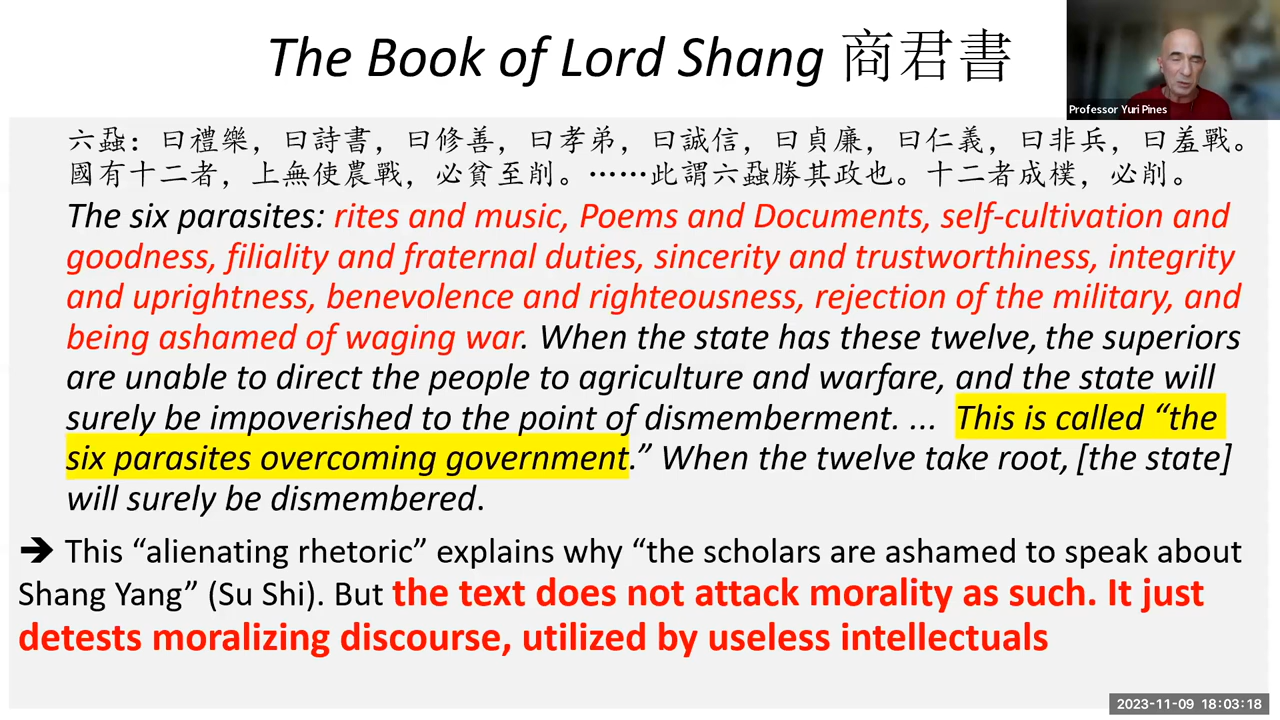 The Book of Lord Shang 商君書
Professor Yuri Pines
六蝨：曰禮樂，曰詩書，曰修善，曰孝弟，曰誠信，曰貞廉，曰仁義，曰非兵，曰羞戰。
國有十二者，上無使農戰，必貧至削。……此謂六蝨勝其政也。十二者成樸，必削。
The six parasites: rites and music, Poems and Documents, self-cultivation and
goodness, filiality and fraternal duties, sincerity and trustworthiness, integrity
and uprightness, benevolence and righteousness, rejection of the military, and
being ashamed of waging war. When the state has these twelve, the superiors
are unable to direct the people to agriculture and warfare, and the state will
surely be impoverished to the point of dismemberment. ... This is called “the
six parasites overcoming government.” When the twelve take root, [the state]
will surely be dismembered.
➔ This “alienating rhetoric” explains why “the scholars are ashamed to speak about
Shang Yang” (Su Shi). But the text does not attack morality as such. It just
detests moralizing discourse, utilized by useless intellectuals
2023-11-09 18:03:18